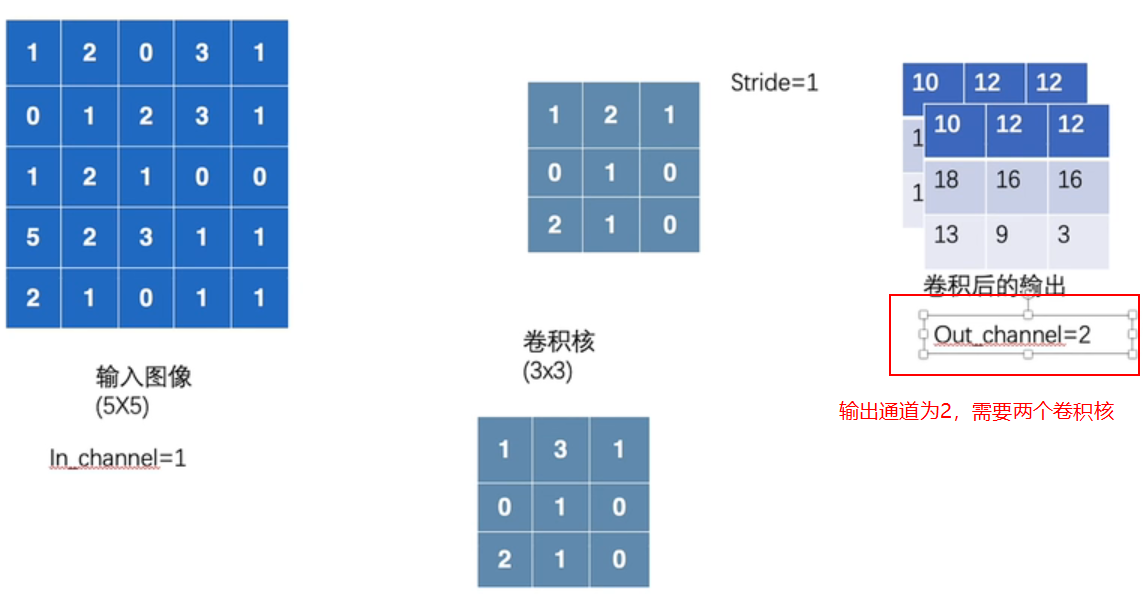 1 2 0 3 1
0 1 2 3 1
1 2 1 0 0
5 2 3 1 1
2 1 0 1 1
输入图像
(5X5)
In_channel=1
1 2 1
0 1 0
2 1 0
卷积核
(3x3)
1 3 1
0 1 0
2 1 0
Stride=1
10 12 12
1
1
10 12 12
18 16 16
13 9 3
卷积后的输出
Out_channel=2
输出通道为2，需要两个卷积核